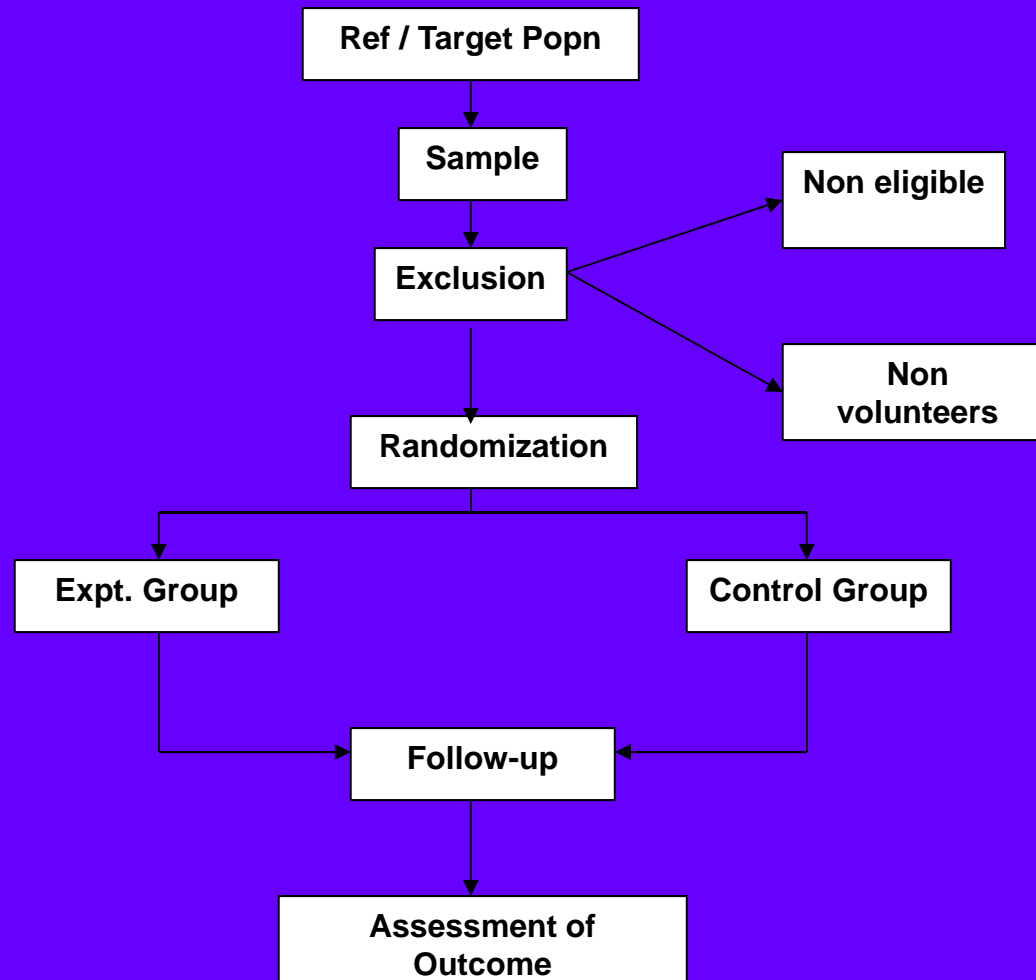 Ref / Target Popn
Sample
Non eligible
Exclusion
Non
volunteers
Randomization
Expt. Group
Control Group
Follow-up
Assessment of
Outcome